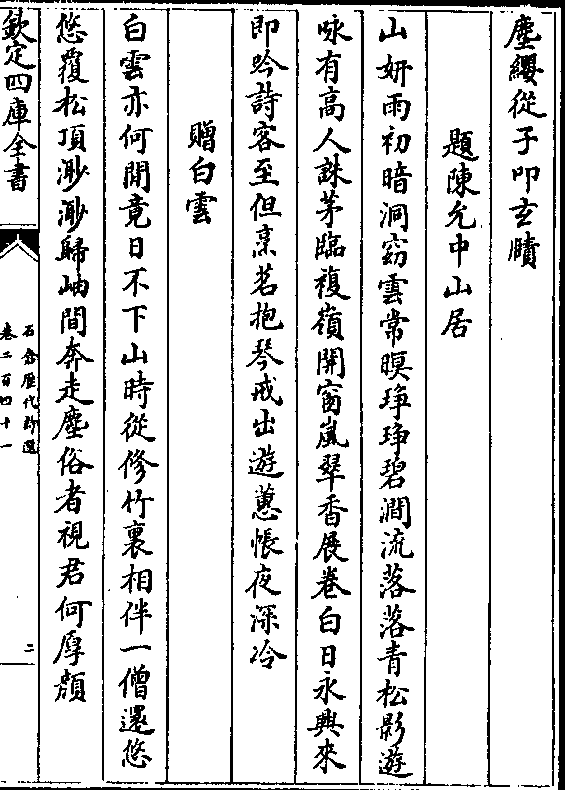 塵纓從子叩玄賾
題陳允中山居
山妍雨初暗洞窈雲常暝琤琤碧澗流落落青松影遊
咏有高人誅茅臨複嶺開窗嵐翠香展卷白日永興來
即吟詩客至但烹茗抱琴戒出遊蕙帳夜深冷
贈白雲
白雲亦何閒竟日不下山時從修竹裏相伴一僧還悠
悠覆松頂渺渺歸岫間奔走塵俗者視君何厚顔
欽定四庫全書
石倉歷代詩選
卷二百四十一
二